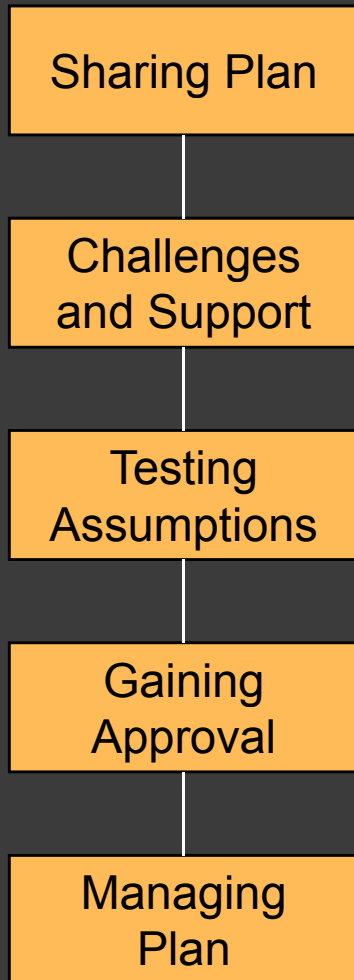 Sharing Plan
Challenges
and Support
Testing
Assumptions
Gaining
Approval
Managing
Plan